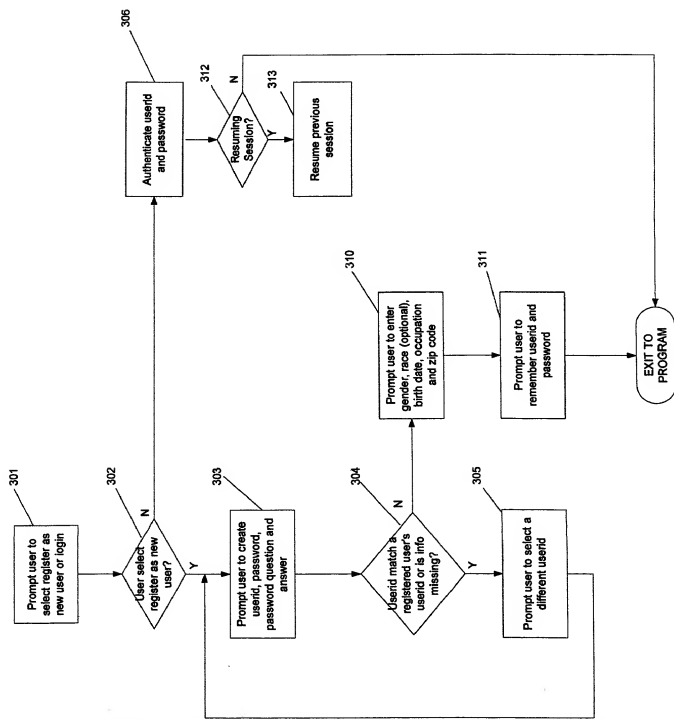 301
Prompt user to
select register as
new user or login
302
User select
register as new
user?
N
Y
303
Prompt user to create
userid, password,
password question and
answer
304
Userid match a
registered user's
userid or is info
missing?
N
Y
305
Prompt user to select a
different userid
306
Authenticate userid
and password
312
Resuming
Session?
N
Y
313
Resume previous
session
310
Prompt user to enter
gender, race (optional),
birth date, occupation
and zip code
311
Prompt user to
remember userid and
password
EXIT TO
PROGRAM